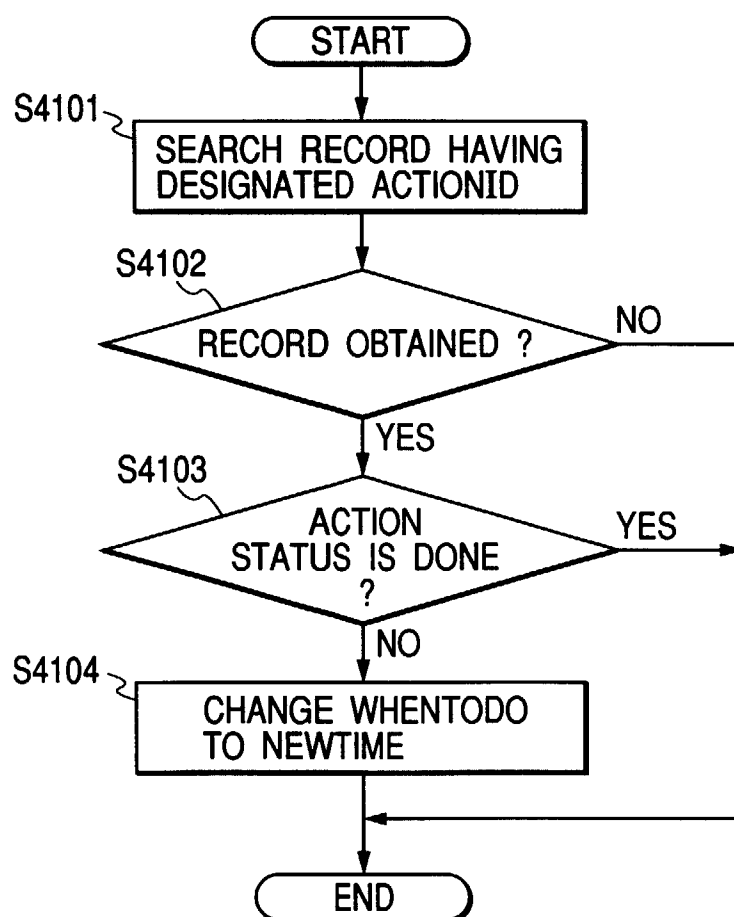 START
S4101
SEARCH RECORD HAVING
DESIGNATED ACTIONID
S4102
RECORD OBTAINED ?
NO
YES
S4103
ACTION
STATUS IS DONE
?
YES
NO
S4104
CHANGE WHENTODO
TO NEWTIME
END